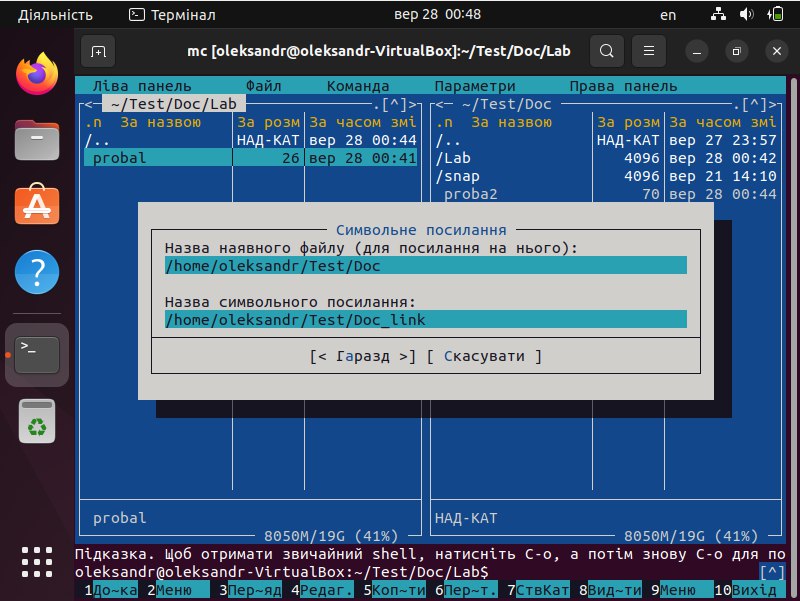 Діяльність Термінал вер 28 00:48 en
mc [oleksandr@oleksandr-VirtualBox]:~/Test/Doc/Lab
Ліва панель Файл Команда Параметри Права панель
<─ ~/Test/Doc/Lab .[^]> <─ ~/Test/Doc .[^]>
.n За назвою За розм За часом змі .n За назвою За розм За часом змі
/.. НАД-КАТ вер 28 00:44 /.. НАД-КАТ вер 27 23:57
probal 26 вер 28 00:41 /Lab 4096 вер 28 00:42
/snap 4096 вер 21 14:10
proba2 70 вер 28 00:44
Символьне посилання
Назва наявного файлу (для посилання на нього):
/home/oleksandr/Test/Doc
Назва символьного посилання:
/home/oleksandr/Test/Doc_link
[< Гаразд >] [ Скасувати ]
probal НАД-КАТ
8050M/19G (41%) 8050M/19G (41%)
Підказка. Щоб отримати звичайний shell, натисніть C-o, а потім знову C-o для по
oleksandr@oleksandr-VirtualBox:~/Test/Doc/Lab$ [^]
1До~ка 2Меню 3Пер~яд 4Редаг. 5Коп~ти 6Пер~т. 7СтвКат 8Вид~ти 9Меню 10Вихід